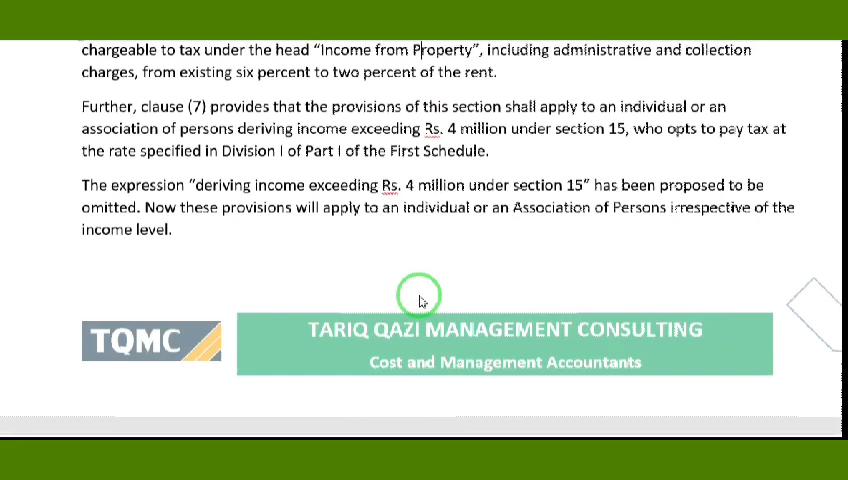 chargeable to tax under the head “Income from Property”, including administrative and collection
charges, from existing six percent to two percent of the rent.
Further, clause (7) provides that the provisions of this section shall apply to an individual or an
association of persons deriving income exceeding Rs. 4 million under section 15, who opts to pay tax at
the rate specified in Division I of Part I of the First Schedule.
The expression “deriving income exceeding Rs. 4 million under section 15” has been proposed to be
omitted. Now these provisions will apply to an individual or an Association of Persons irrespective of the
income level.
TQMC
TARIQ QAZI MANAGEMENT CONSULTING
Cost and Management Accountants